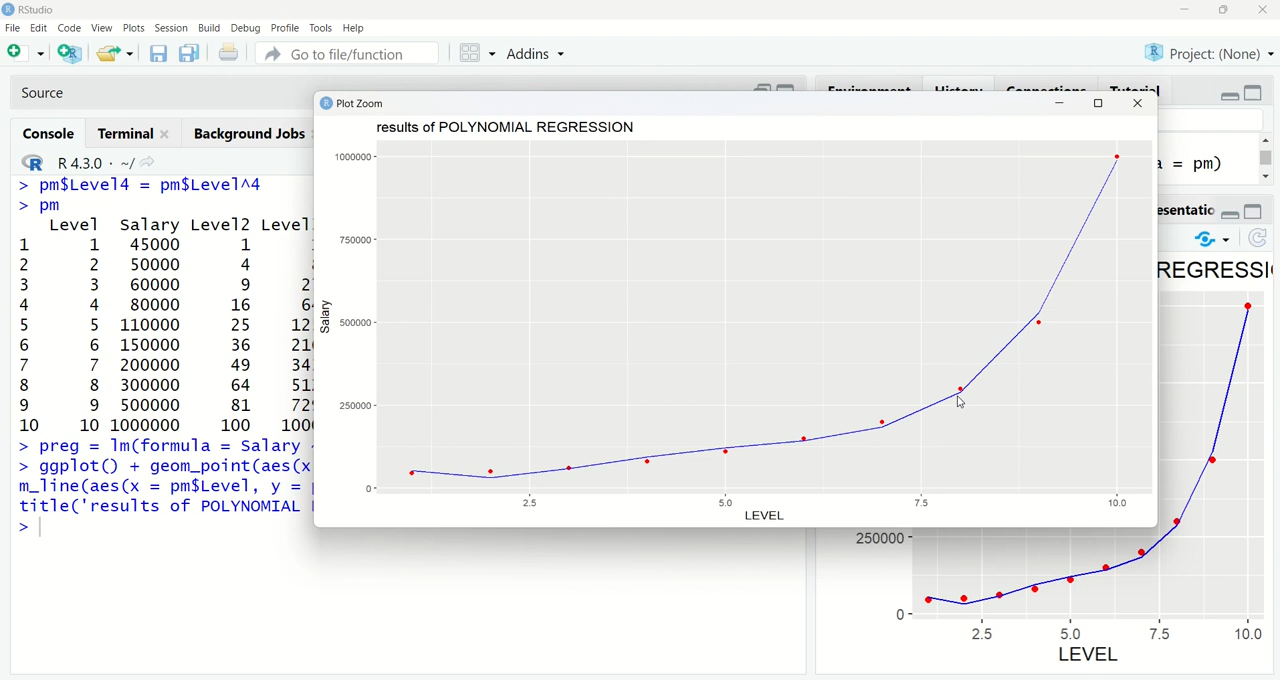 RStudio
File Edit Code View Plots Session Build Debug Profile Tools Help
Go to file/function
Addins
Project: (None)
Source
Console Terminal Background Jobs
R 4.3.0 · ~/
> pm$Level4 = pm$Level^4
> pm
Level Salary Level2
1 1 45000 1
2 2 50000 4
3 3 60000 9
4 4 80000 16
5 5 110000 25
6 6 150000 36
7 7 200000 49
8 8 300000 64
9 9 500000 81
10 10 1000000 100
> preg = lm(formula = Salary
> ggplot() + geom_point(aes(x
m_line(aes(x = pm$Level, y =
title('results of POLYNOMIAL
>
Plot Zoom
results of POLYNOMIAL REGRESSION
1000000
750000
500000
250000
0
Salary
2.5 5.0 7.5 10.0
LEVEL
Environment History Connections Tutorial
= pm)
REGRESSI
250000
0
2.5 5.0 7.5 10.0
LEVEL